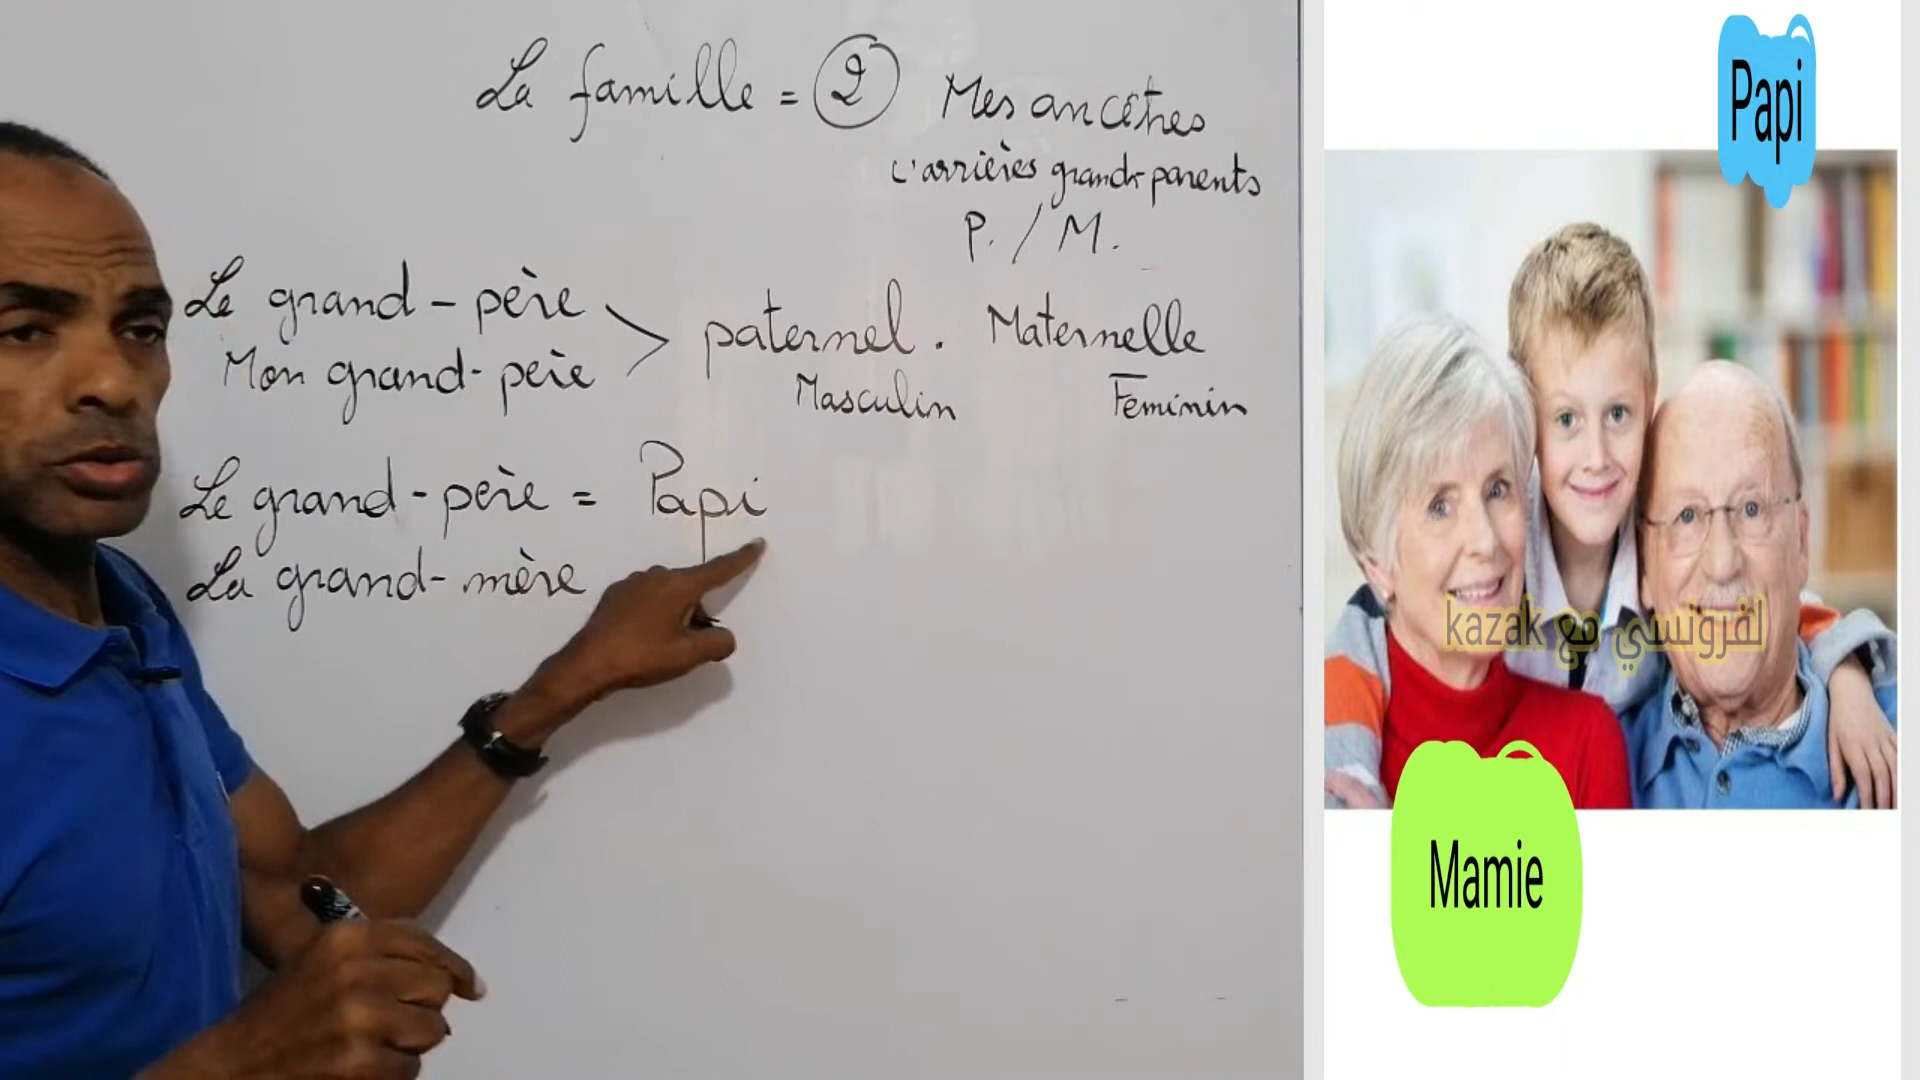 La famille = 2 Mes ancêtres
L'arrières grands-parents
P. / M.
Le grand-père
Mon grand-père > paternel. Maternelle
Masculin Feminin
Le grand-père = Papi
La grand-mère
Papi
kazak لفرونسي مع
Mamie